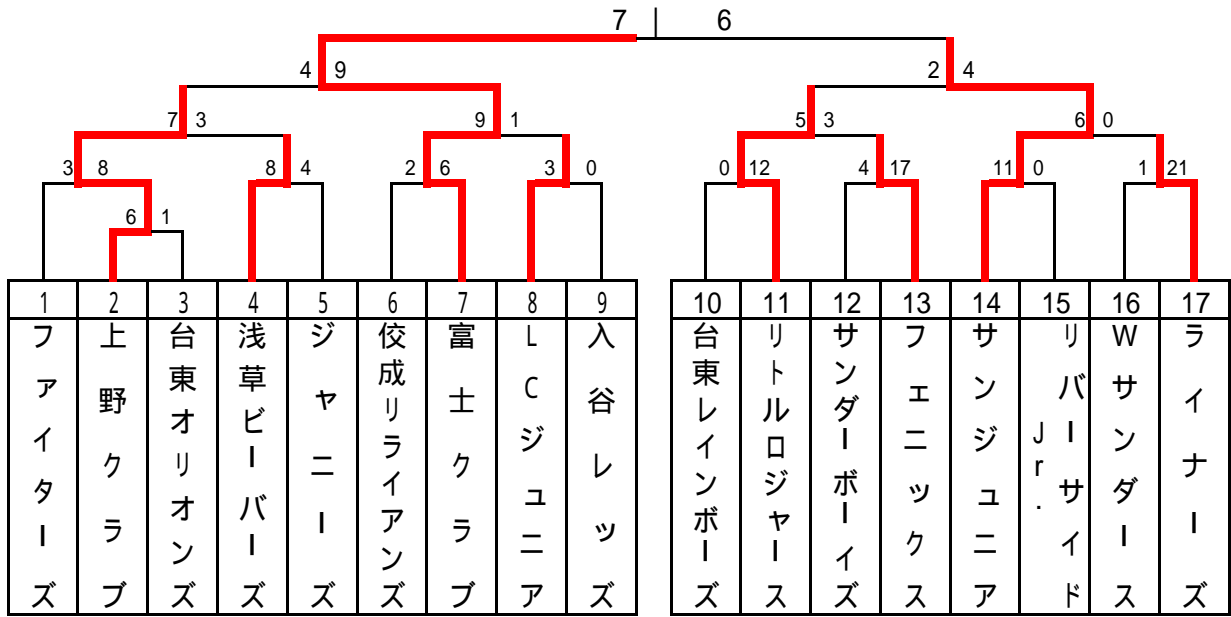 7 6
4 9 2 4
7 3 9 1 5 3 6 0
3 8 8 4 2 6 3 0 0 12 4 17 11 0 1 21
6 1
1 2 3 4 5 6 7 8 9 10 11 12 13 14 15 16 17
ファイターズ
上野クラブ
台東オリオンズ
浅草ビーバーズ
ジャニーズ
佼成リライアンズ
富士クラブ
LCジュニア
入谷レッズ
台東レインボーズ
リトルロジャース
サンダーボーイズ
フェニックス
サンジュニア
リバーサイド
Jr.
Wサンダース
ライナーズ